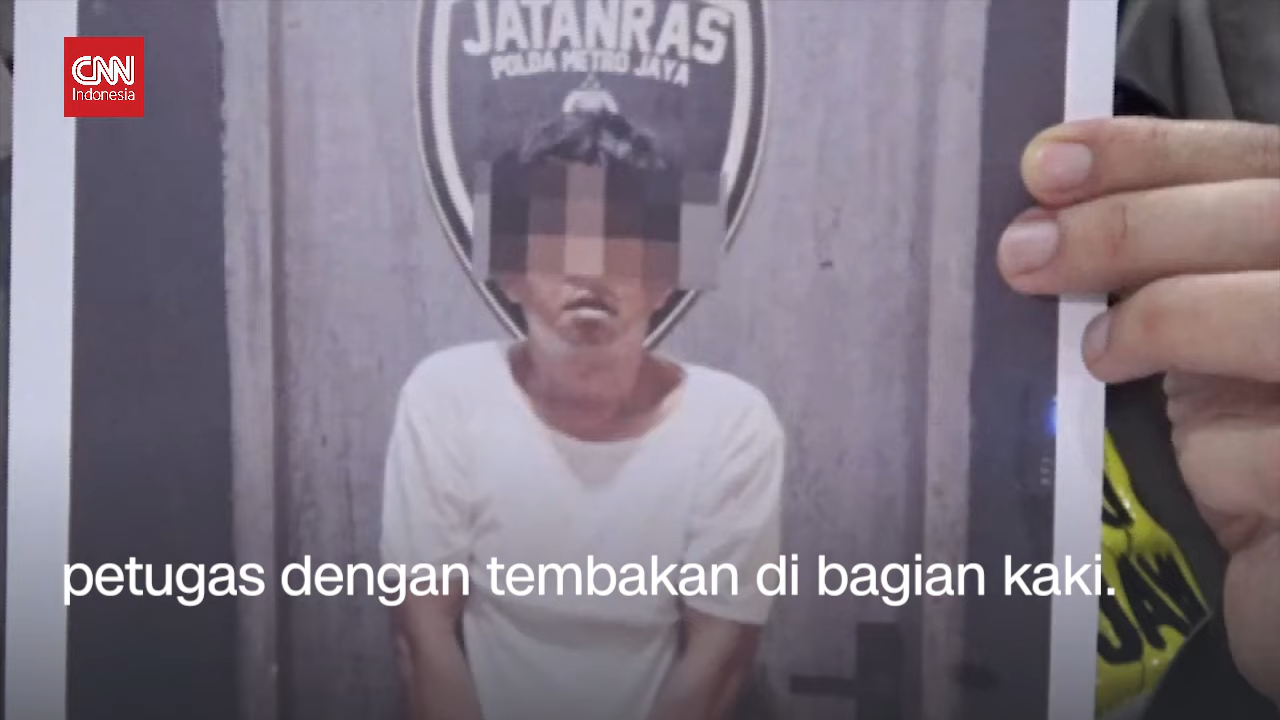 JATANRAS
POLDA METRO JAYA
CNN
Indonesia
petugas dengan tembakan di bagian kaki.